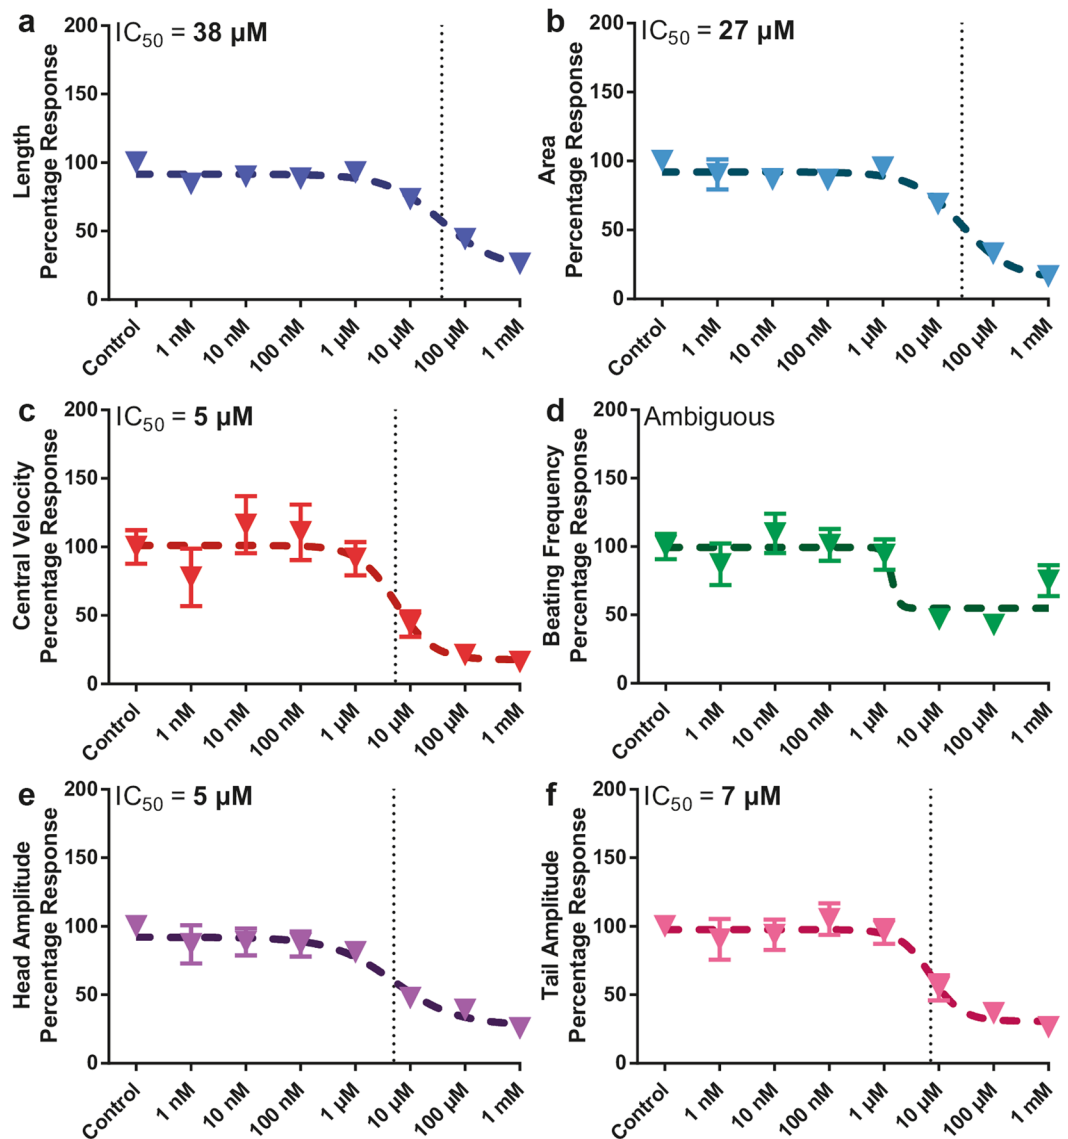 a
IC50 = 38 µM
Length
Percentage Response
200
150
100
50
0
Control
1 nM
10 nM
100 nM
1 µM
10 µM
100 µM
1 mM
b
IC50 = 27 µM
Area
Percentage Response
200
150
100
50
0
Control
1 nM
10 nM
100 nM
1 µM
10 µM
100 µM
1 mM
c
IC50 = 5 µM
Central Velocity
Percentage Response
200
150
100
50
0
Control
1 nM
10 nM
100 nM
1 µM
10 µM
100 µM
1 mM
d
Ambiguous
Beating Frequency
Percentage Response
200
150
100
50
0
Control
1 nM
10 nM
100 nM
1 µM
10 µM
100 µM
1 mM
e
IC50 = 5 µM
Head Amplitude
Percentage Response
200
150
100
50
0
Control
1 nM
10 nM
100 nM
1 µM
10 µM
100 µM
1 mM
f
IC50 = 7 µM
Tail Amplitude
Percentage Response
200
150
100
50
0
Control
1 nM
10 nM
100 nM
1 µM
10 µM
100 µM
1 mM